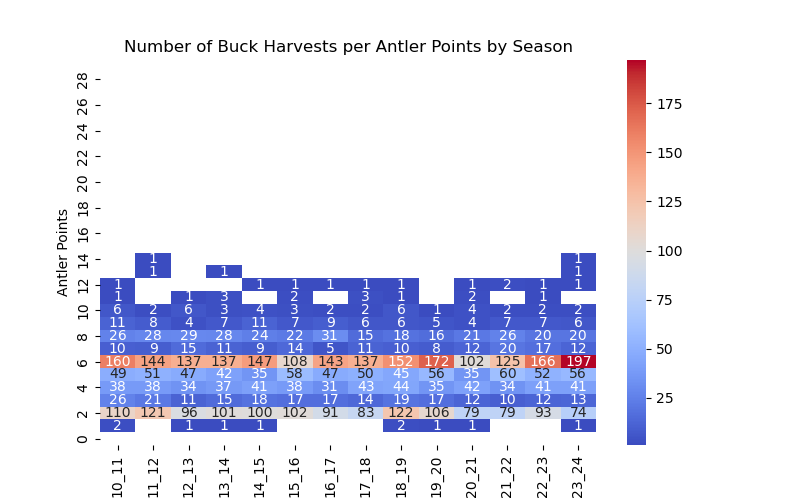 Number of Buck Harvests per Antler Points by Season
Antler Points
28
26
24
22
20
18
16
14
12
10
8
6
4
2
0
1 1
1 1 1
1 1 1 1 1 1 1 2 1 1
1 1 3 2 3 1 2 1
6 2 6 3 4 3 2 2 6 1 4 2 2 2
11 8 4 7 11 7 9 6 6 5 4 7 7 6
26 28 29 28 24 22 31 15 18 16 21 26 20 20
10 9 15 11 9 14 5 11 10 8 12 20 17 12
160 144 137 137 147 108 143 137 152 172 102 125 166 197
49 51 47 42 35 58 47 50 45 56 35 60 52 56
38 38 34 37 41 38 31 43 44 35 42 34 41 41
26 21 11 15 18 17 17 14 19 17 12 10 12 13
110 121 96 101 100 102 91 83 122 106 79 79 93 74
2 1 1 1 2 1 1 1
10_11 11_12 12_13 13_14 14_15 15_16 16_17 17_18 18_19 19_20 20_21 21_22 22_23 23_24
175
150
125
100
75
50
25